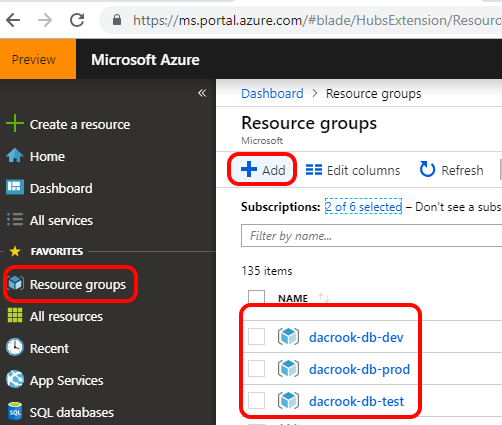 https://ms.portal.azure.com/#blade/HubsExtension/Resourc
Preview
Microsoft Azure
«
Create a resource
Home
Dashboard
All services
FAVORITES
Resource groups
All resources
Recent
App Services
SQL databases
Dashboard > Resource groups
Resource groups
Microsoft
+ Add
Edit columns
Refresh
Subscriptions: 2 of 6 selected – Don't see a subs
Filter by name...
135 items
NAME ↑↓
dacrook-db-dev
dacrook-db-prod
dacrook-db-test